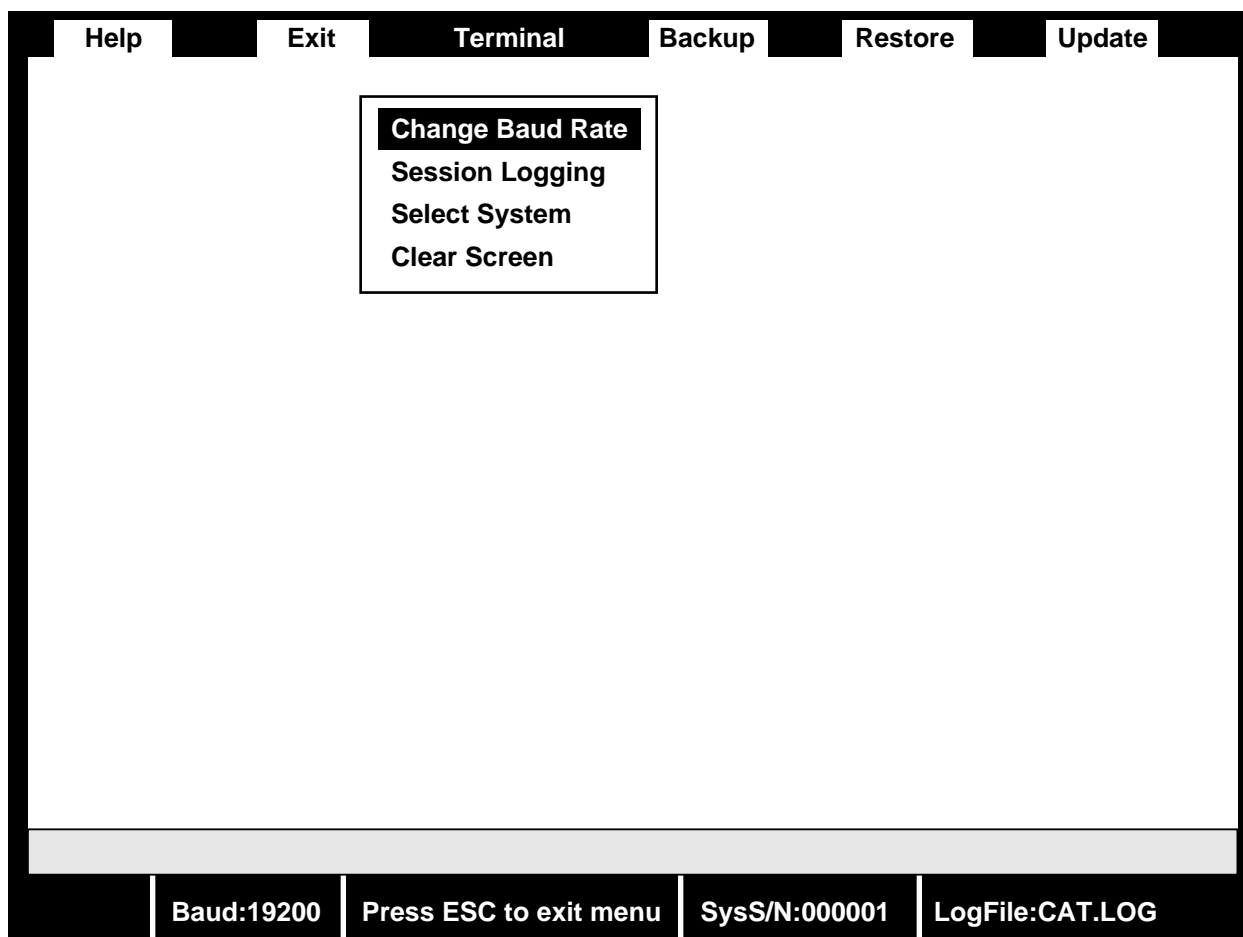 Help Exit Terminal Backup Restore Update
Change Baud Rate
Session Logging
Select System
Clear Screen
Baud:19200 Press ESC to exit menu SysS/N:000001 LogFile:CAT.LOG